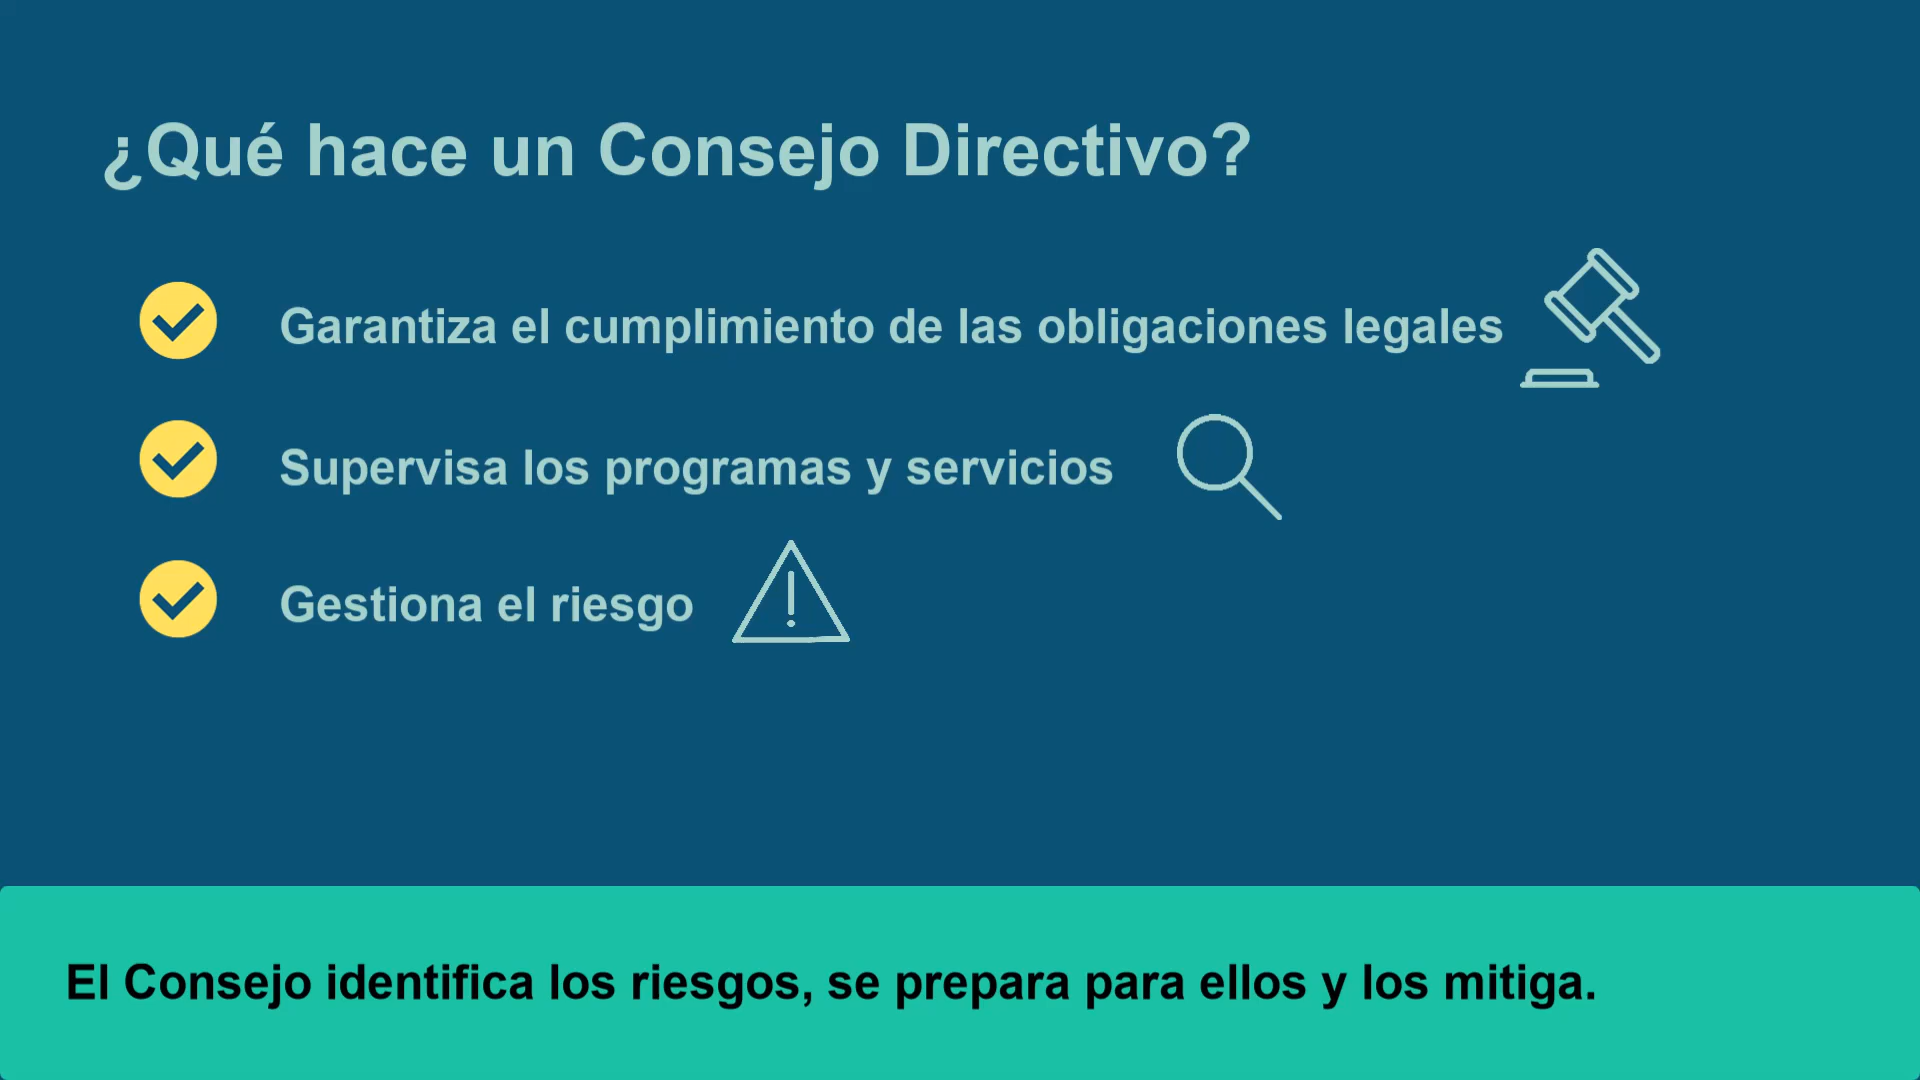 ¿Qué hace un Consejo Directivo?
Garantiza el cumplimiento de las obligaciones legales
Supervisa los programas y servicios
Gestiona el riesgo
El Consejo identifica los riesgos, se prepara para ellos y los mitiga.